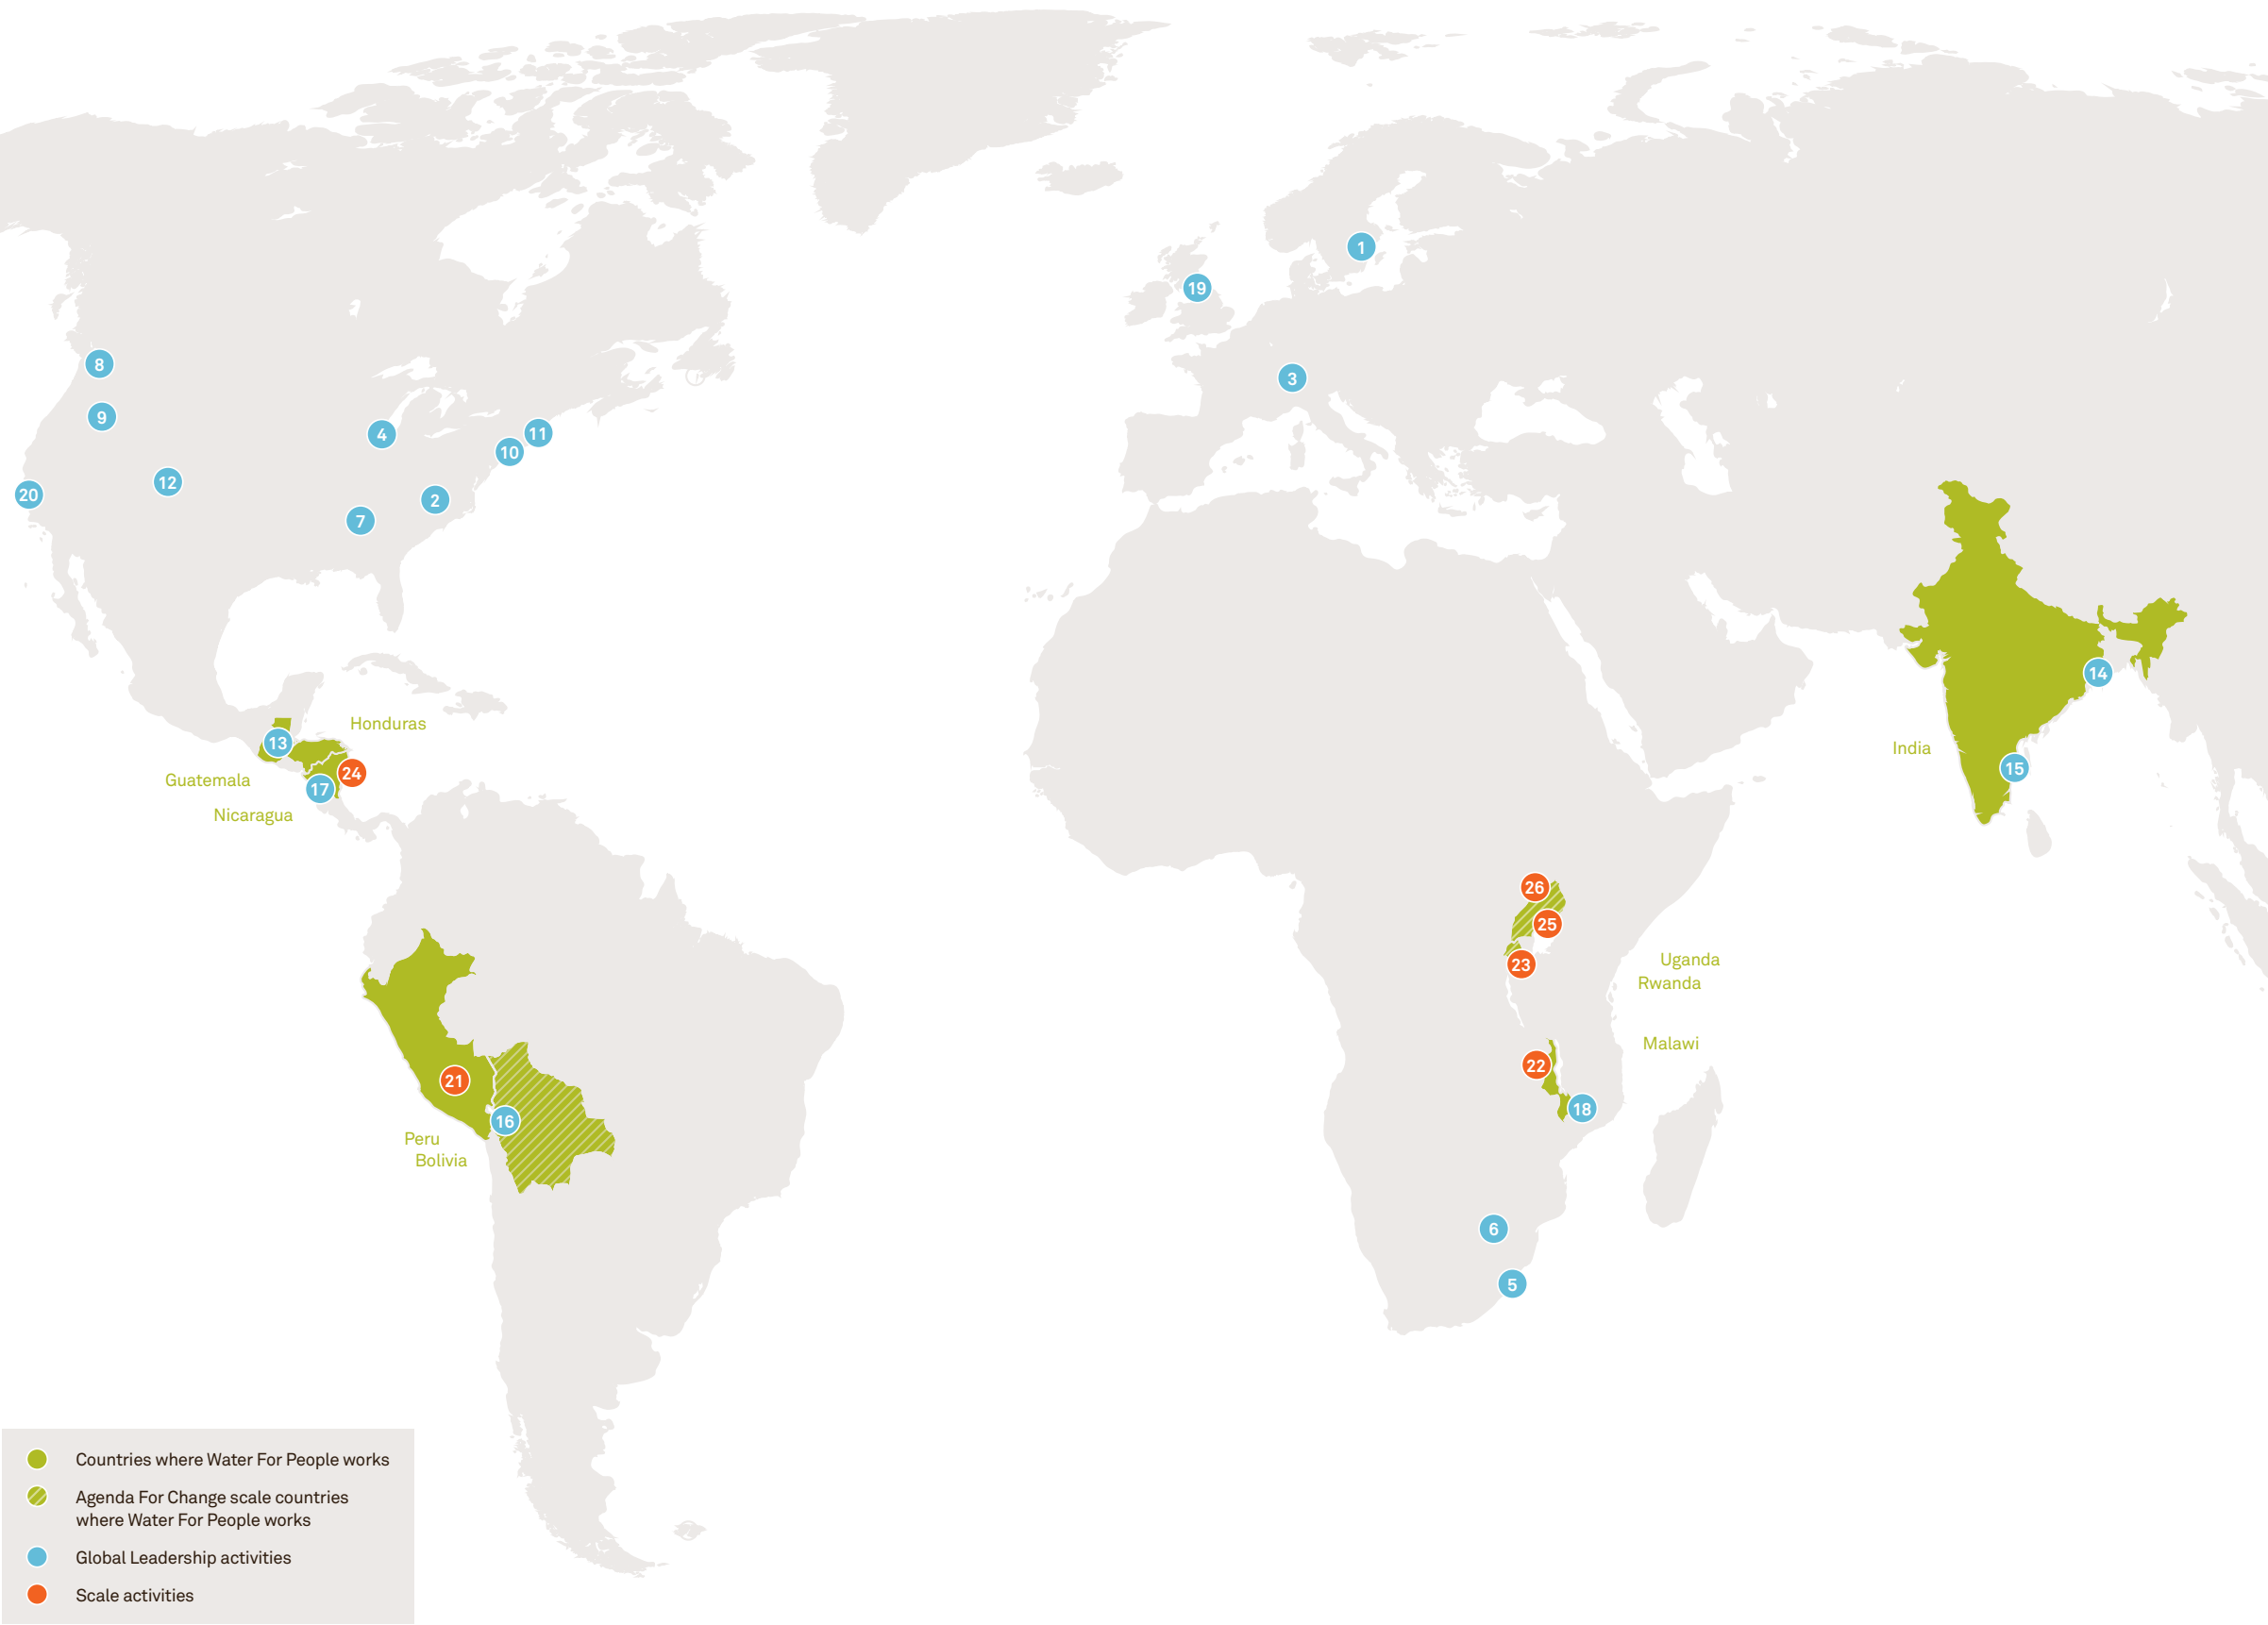 1
19
8
3
9
4
11
10
12
20
2
7
14
Honduras
13
India
24
15
Guatemala
17
Nicaragua
26
25
Uganda
23
Rwanda
Malawi
22
21
18
16
Peru
Bolivia
6
5
Countries where Water For People works
Agenda For Change scale countries
where Water For People works
Global Leadership activities
Scale activities